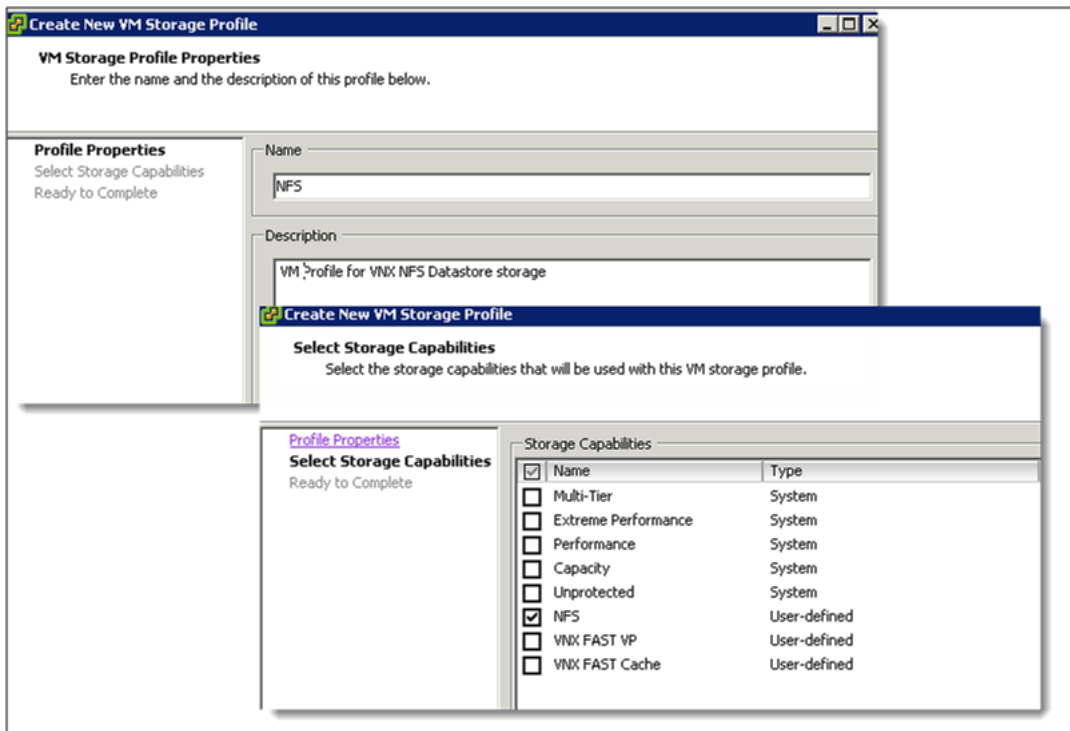 Create New VM Storage Profile
VM Storage Profile Properties
Enter the name and the description of this profile below.
Profile Properties
Select Storage Capabilities
Ready to Complete
Name
NFS
Description
VM Profile for VNX NFS Datastore storage
Create New VM Storage Profile
Select Storage Capabilities
Select the storage capabilities that will be used with this VM storage profile.
Profile Properties
Select Storage Capabilities
Ready to Complete
Storage Capabilities
Name Type
Multi-Tier System
Extreme Performance System
Performance System
Capacity System
Unprotected System
NFS User-defined
VNX FAST VP User-defined
VNX FAST Cache User-defined